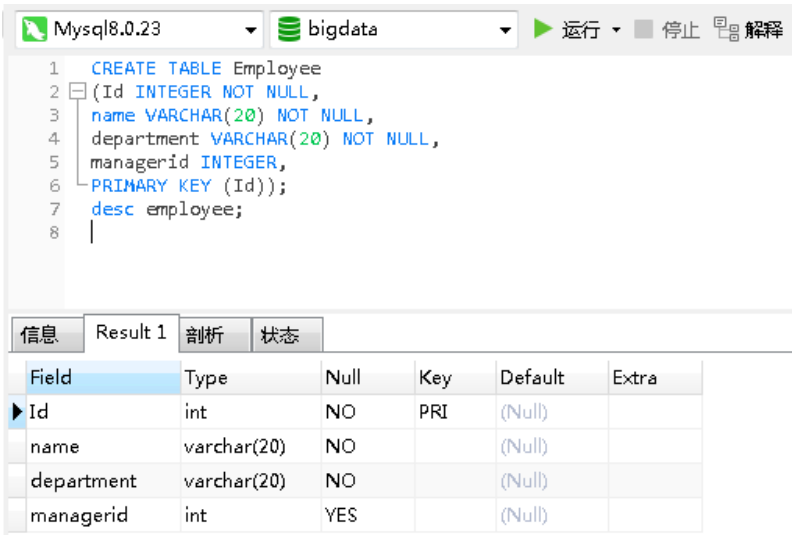 Mysql8.0.23 bigdata 运行 停止 解释
1 CREATE TABLE Employee
2 (Id INTEGER NOT NULL,
3 name VARCHAR(20) NOT NULL,
4 department VARCHAR(20) NOT NULL,
5 managerid INTEGER,
6 PRIMARY KEY (Id));
7 desc employee;
8
信息 Result 1 剖析 状态
Field Type Null Key Default Extra
Id int NO PRI (Null)
name varchar(20) NO (Null)
department varchar(20) NO (Null)
managerid int YES (Null)